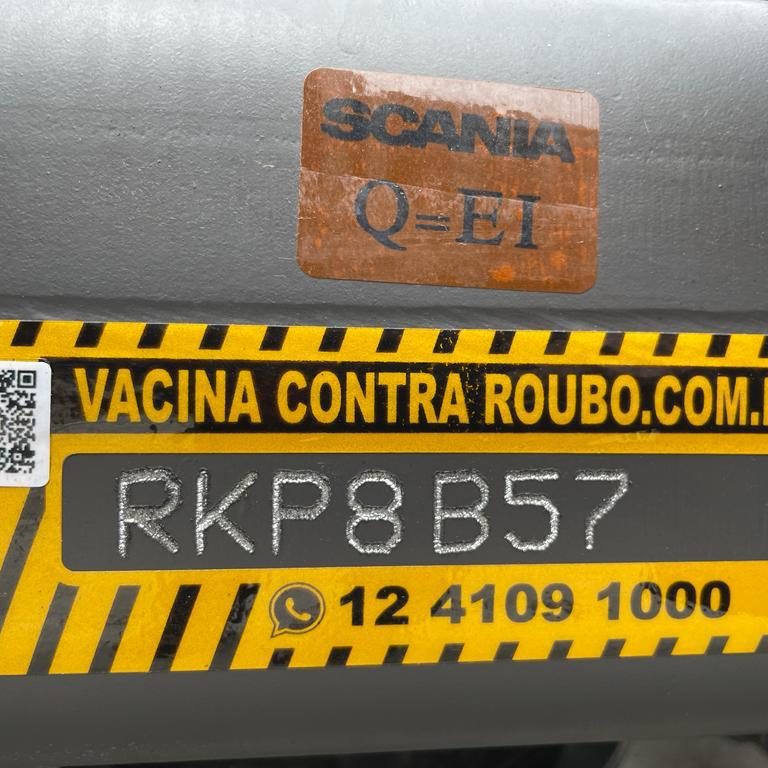 SCANIA
Q=EI
VACINA CONTRA ROUBO.COM.
RKP8B57
12 4109 1000